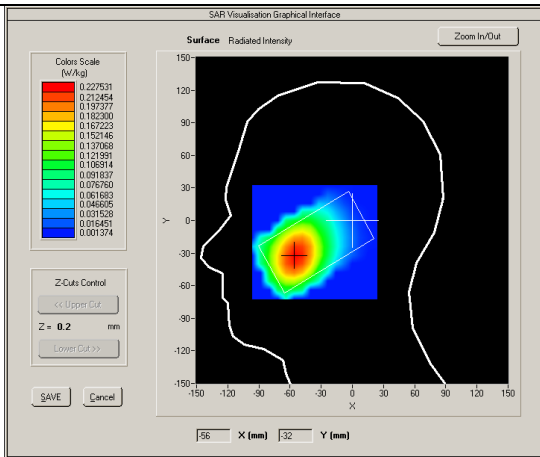 SAR Visualisation Graphical Interface
Surface Radiated Intensity
Zoom In/Out
Colors Scale
(W/kg)
0.227531
0.212454
0.197377
0.182300
0.167223
0.152146
0.137068
0.121991
0.106914
0.091837
0.076760
0.061683
0.046605
0.031528
0.016451
0.001374
Z-Cuts Control
<< Upper Cut
Z = 0.2 mm
Lower Cut >>
SAVE Cancel
150
120
90
60
30
0
-30
-60
-90
-120
-150
Y
-150 -120 -90 -60 -30 0 30 60 90 120 150
X
-56 X (mm) -32 Y (mm)